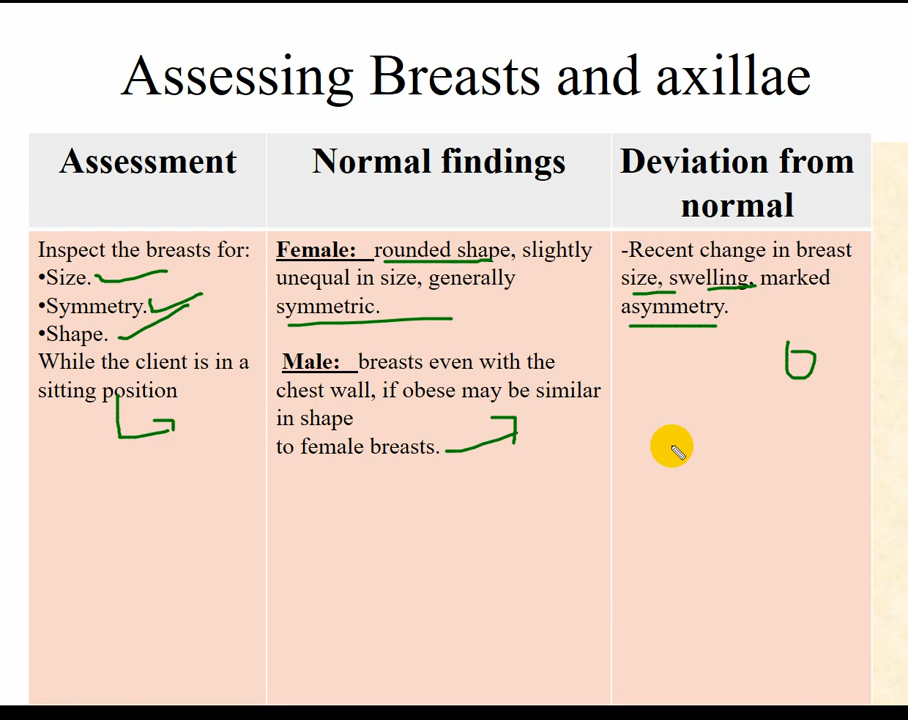 Assessing Breasts and axillae
Assessment
Normal findings
Deviation from
normal
Inspect the breasts for:
•Size.
•Symmetry.
•Shape.
While the client is in a
sitting position
Female: rounded shape, slightly
unequal in size, generally
symmetric.
Male: breasts even with the
chest wall, if obese may be similar
in shape
to female breasts.
-Recent change in breast
size, swelling, marked
asymmetry.